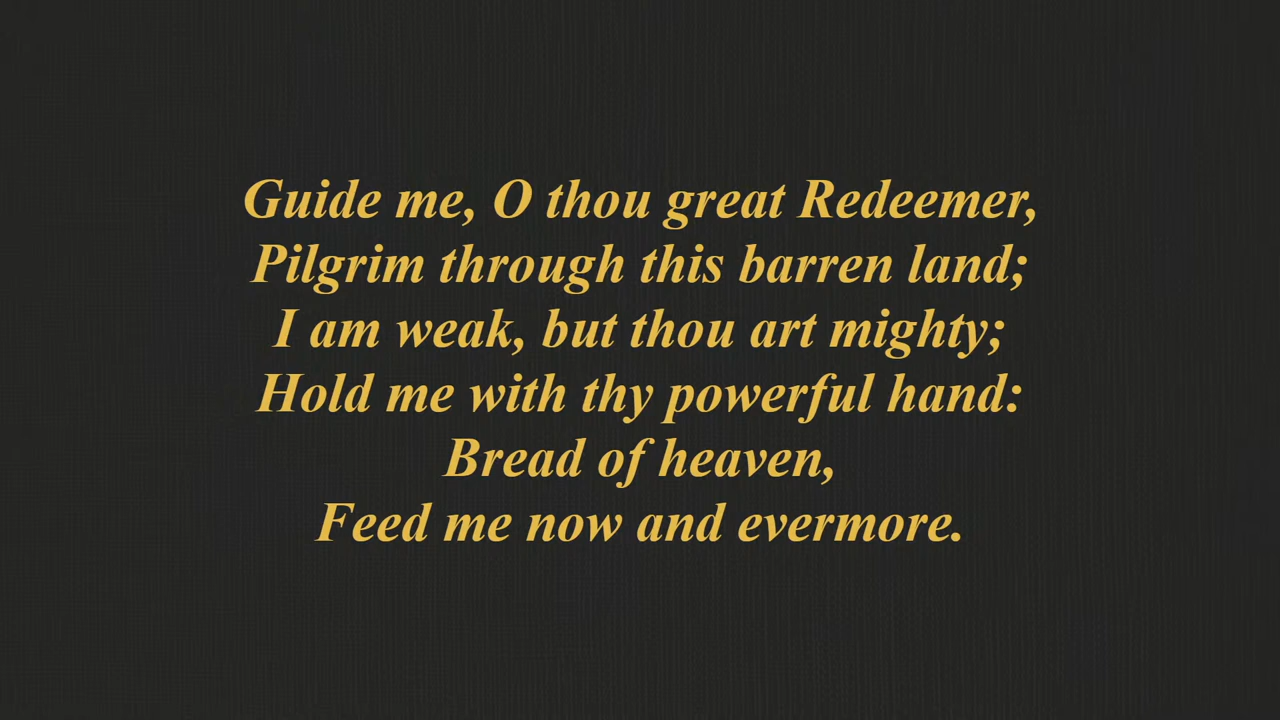 Guide me, O thou great Redeemer,
Pilgrim through this barren land;
I am weak, but thou art mighty;
Hold me with thy powerful hand:
Bread of heaven,
Feed me now and evermore.